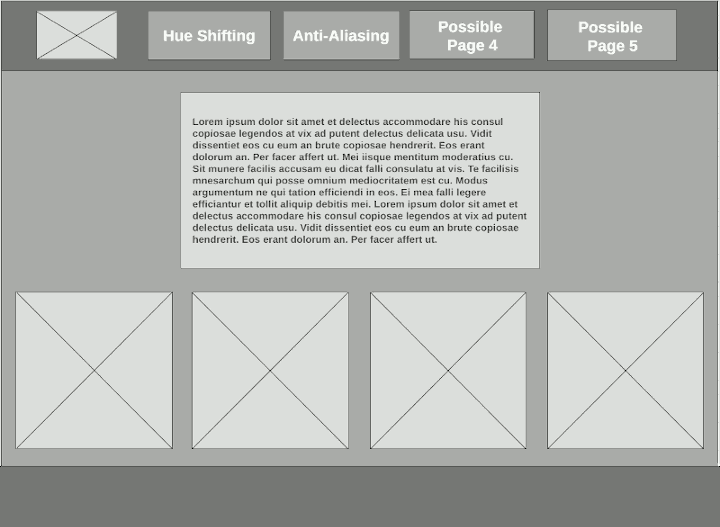 Hue Shifting
Anti-Aliasing
Possible
Page 4
Possible
Page 5
Lorem ipsum dolor sit amet et delectus accommodare his consul
copiosae legendos at vix ad putent delectus delicata usu. Vidit
dissentiet eos cu eum an brute copiosae hendrerit. Eos erant
dolorum an. Per facer affert ut. Mei iisque mentitum moderatius cu.
Sit munere facilis accusam eu dicat falli consulatu at vis. Te facilisis
mnesarchum qui posse omnium mediocritatem est cu. Modus
argumentum ne qui tation efficiendi in eos. Ei mea falli legere
efficiantur et tollit aliquip debitis mei. Lorem ipsum dolor sit amet et
delectus accommodare his consul copiosae legendos at vix ad putent
delectus delicata usu. Vidit dissentiet eos cu eum an brute copiosae
hendrerit. Eos erant dolorum an. Per facer affert ut.